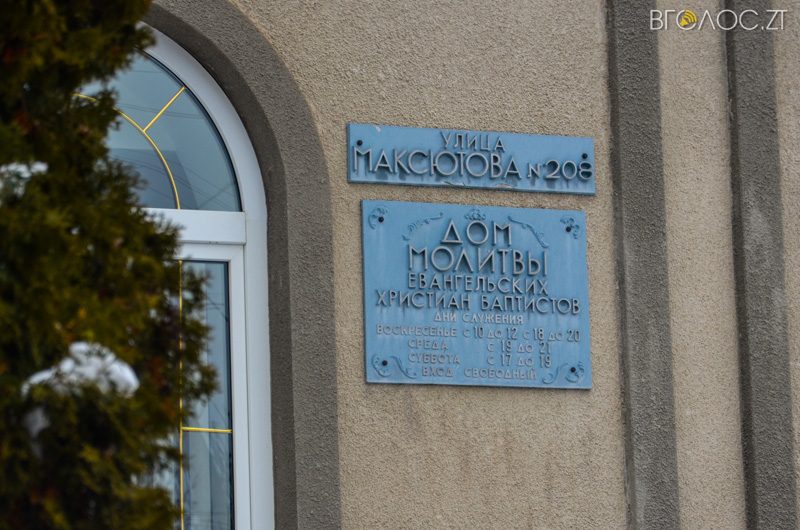 ВГОЛОС.ZT
УЛИЦА
МАКСЮТОВА №208
ДОМ
МОЛИТВЫ
ЕВАНГЕЛЬСКИХ
ХРИСТИАН БАПТИСТОВ
ДНИ СЛУЖЕНИЯ
ВОСКРЕСЕНЬЕ С 10 ДО 12 С 18 ДО 20
СРЕДА С 19 ДО 21
СУББОТА С 17 ДО 19
ВХОД СВОБОДНЫЙ